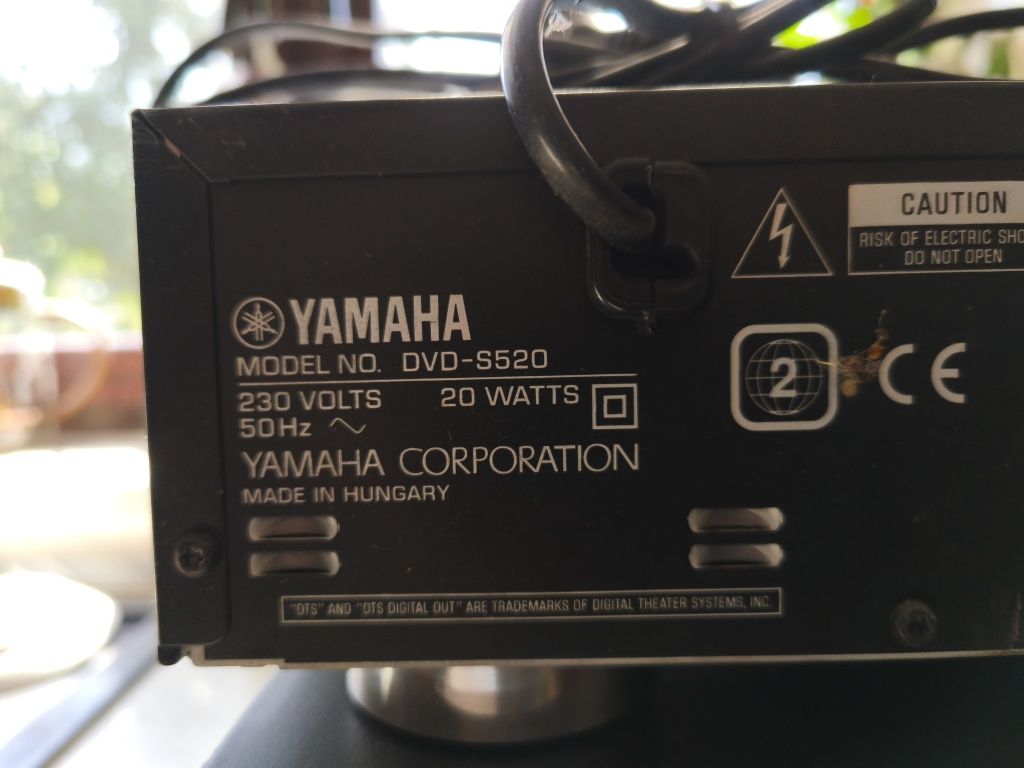 YAMAHA
MODEL NO. DVD-S520
230 VOLTS 20 WATTS
50Hz
YAMAHA CORPORATION
MADE IN HUNGARY
"DTS" AND "DTS DIGITAL OUT" ARE TRADEMARKS OF DIGITAL THEATER SYSTEMS, INC.
CAUTION
RISK OF ELECTRIC SHO
DO NOT OPEN
2
CE